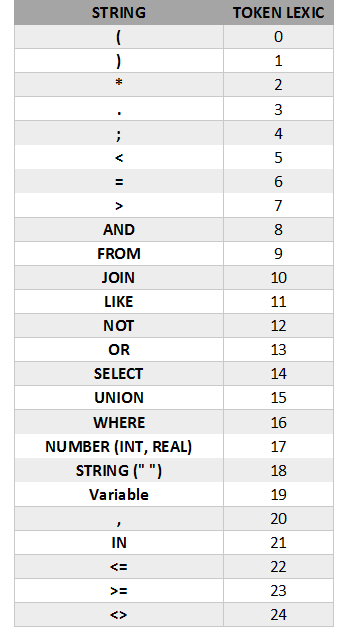 STRING TOKEN LEXIC
( 0
) 1
* 2
. 3
; 4
< 5
= 6
> 7
AND 8
FROM 9
JOIN 10
LIKE 11
NOT 12
OR 13
SELECT 14
UNION 15
WHERE 16
NUMBER (INT, REAL) 17
STRING (" ") 18
Variable 19
, 20
IN 21
<= 22
>= 23
<> 24